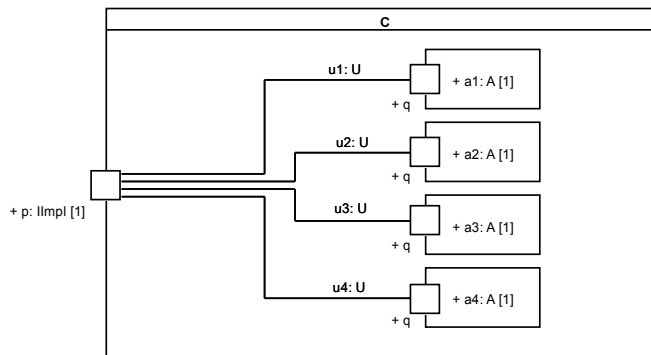 C
u1: U
+ a1: A [1]
+ q
u2: U
+ a2: A [1]
+ q
+ p: IImpl [1]
u3: U
+ a3: A [1]
+ q
u4: U
+ a4: A [1]
+ q